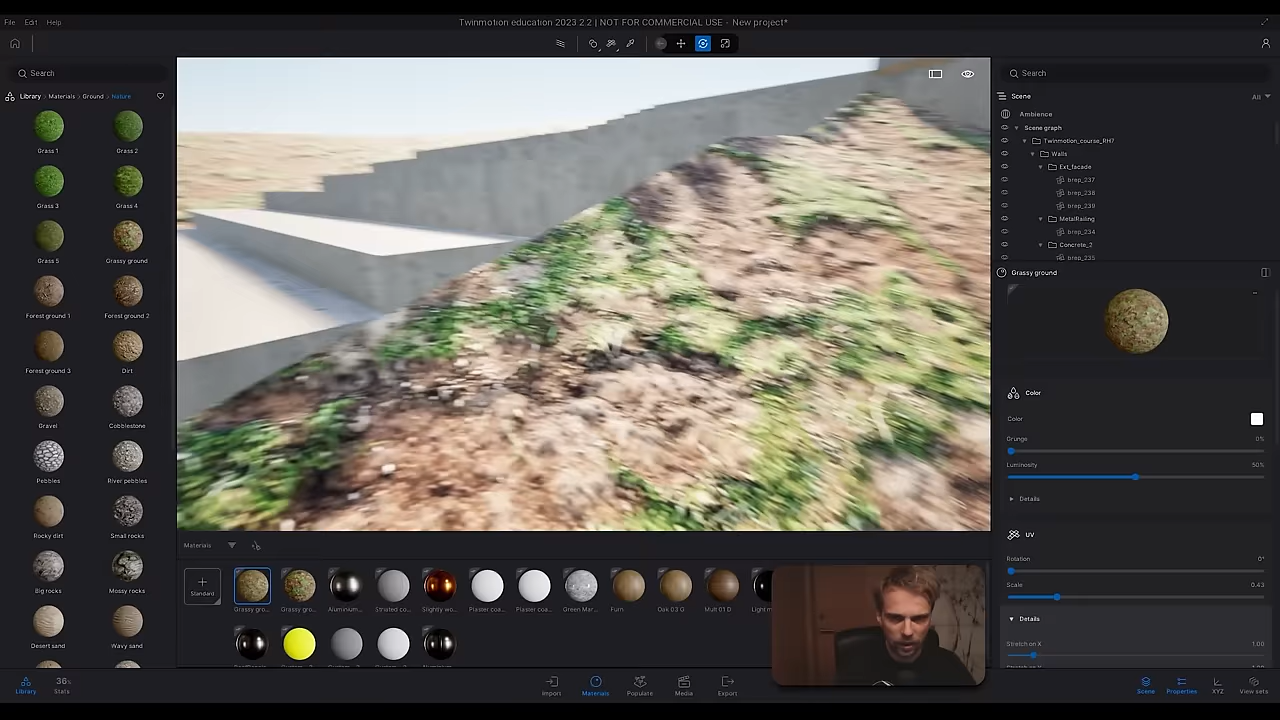 File Edit Help
Twinmotion education 2023.2.2 | NOT FOR COMMERCIAL USE - New project*
Search
Library > Materials > Ground > Nature
Grass 1
Grass 2
Grass 3
Grass 4
Grass 5
Grassy ground
Forest ground 1
Forest ground 2
Forest ground 3
Dirt
Gravel
Cobblestone
Pebbles
River pebbles
Rocky dirt
Small rocks
Big rocks
Mossy rocks
Desert sand
Wavy sand
Search
Scene
All
Ambience
Scene graph
Twinmotion_course_RH7
Walls
Ext_facade
brep_237
brep_238
brep_239
MetalRailing
brep_234
Concrete_2
brep_235
Grassy ground
Color
Color
Grunge 0%
Luminosity 50%
Details
UV
Rotation 0°
Scale 0.43
Details
Stretch on X 1.00
Materials
Standard
Grassy gro...
Grassy gro...
Aluminium...
Striated co...
Slightly wo...
Plaster coa...
Plaster coa...
Green Mar...
Furn
Oak 03 G
Mult 01 D
Library
36%
Stats
Import
Materials
Populate
Media
Export
Scene
Properties
XYZ
View sets